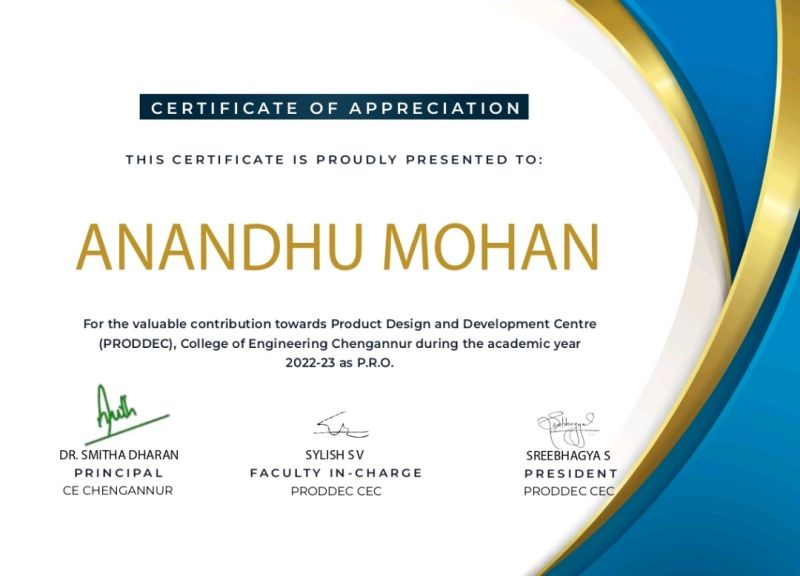 CERTIFICATE OF APPRECIATION
THIS CERTIFICATE IS PROUDLY PRESENTED TO:
ANANDHU MOHAN
For the valuable contribution towards Product Design and Development Centre
(PRODDEC), College of Engineering Chengannur during the academic year
2022-23 as P.R.O.
DR. SMITHA DHARAN
PRINCIPAL
CE CHENGANNUR
SYLISH S V
FACULTY IN-CHARGE
PRODDEC CEC
SREEBHAGYA S
PRESIDENT
PRODDEC CEC